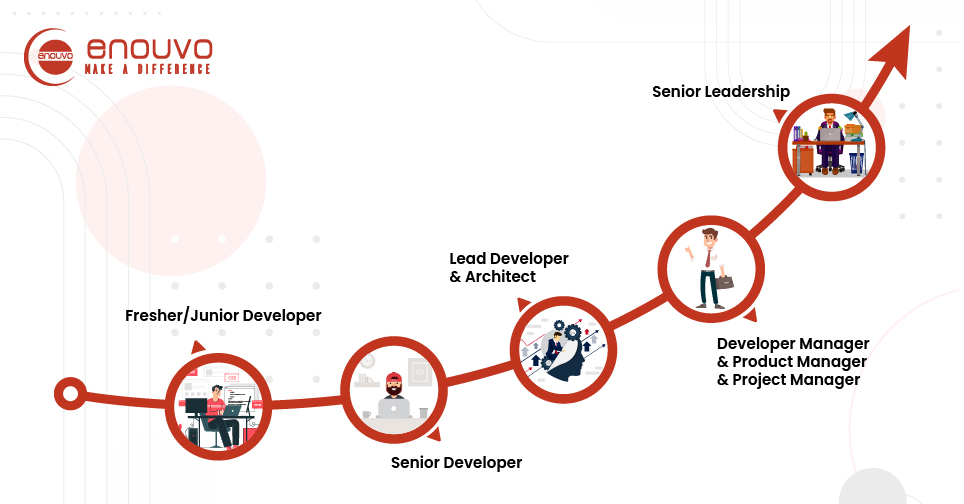 enouvo
enouvo
MAKE A DIFFERENCE
Senior Leadership
Lead Developer
& Architect
Fresher/Junior Developer
Developer Manager
& Product Manager
& Project Manager
Senior Developer